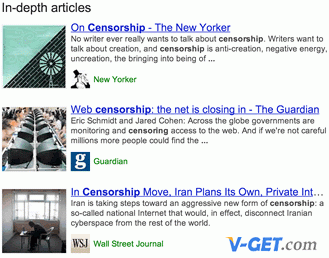 In-depth articles
On Censorship - The New Yorker
No writer ever really wants to talk about censorship. Writers want to
talk about creation, and censorship is anti-creation, negative energy,
uncreation, the bringing into being of ...
New Yorker
Web censorship: the net is closing in - The Guardian
Eric Schmidt and Jared Cohen: Across the globe governments are
monitoring and censoring access to the web. And if we're not careful
millions more people could find the ...
g
Guardian
In Censorship Move, Iran Plans Its Own, Private Int...
Iran is taking steps toward an aggressive new form of censorship: a
so-called national Internet that would, in effect, disconnect Iranian
cyberspace from the rest of the world.
WSJ
Wall Street Journal
V-GET.com